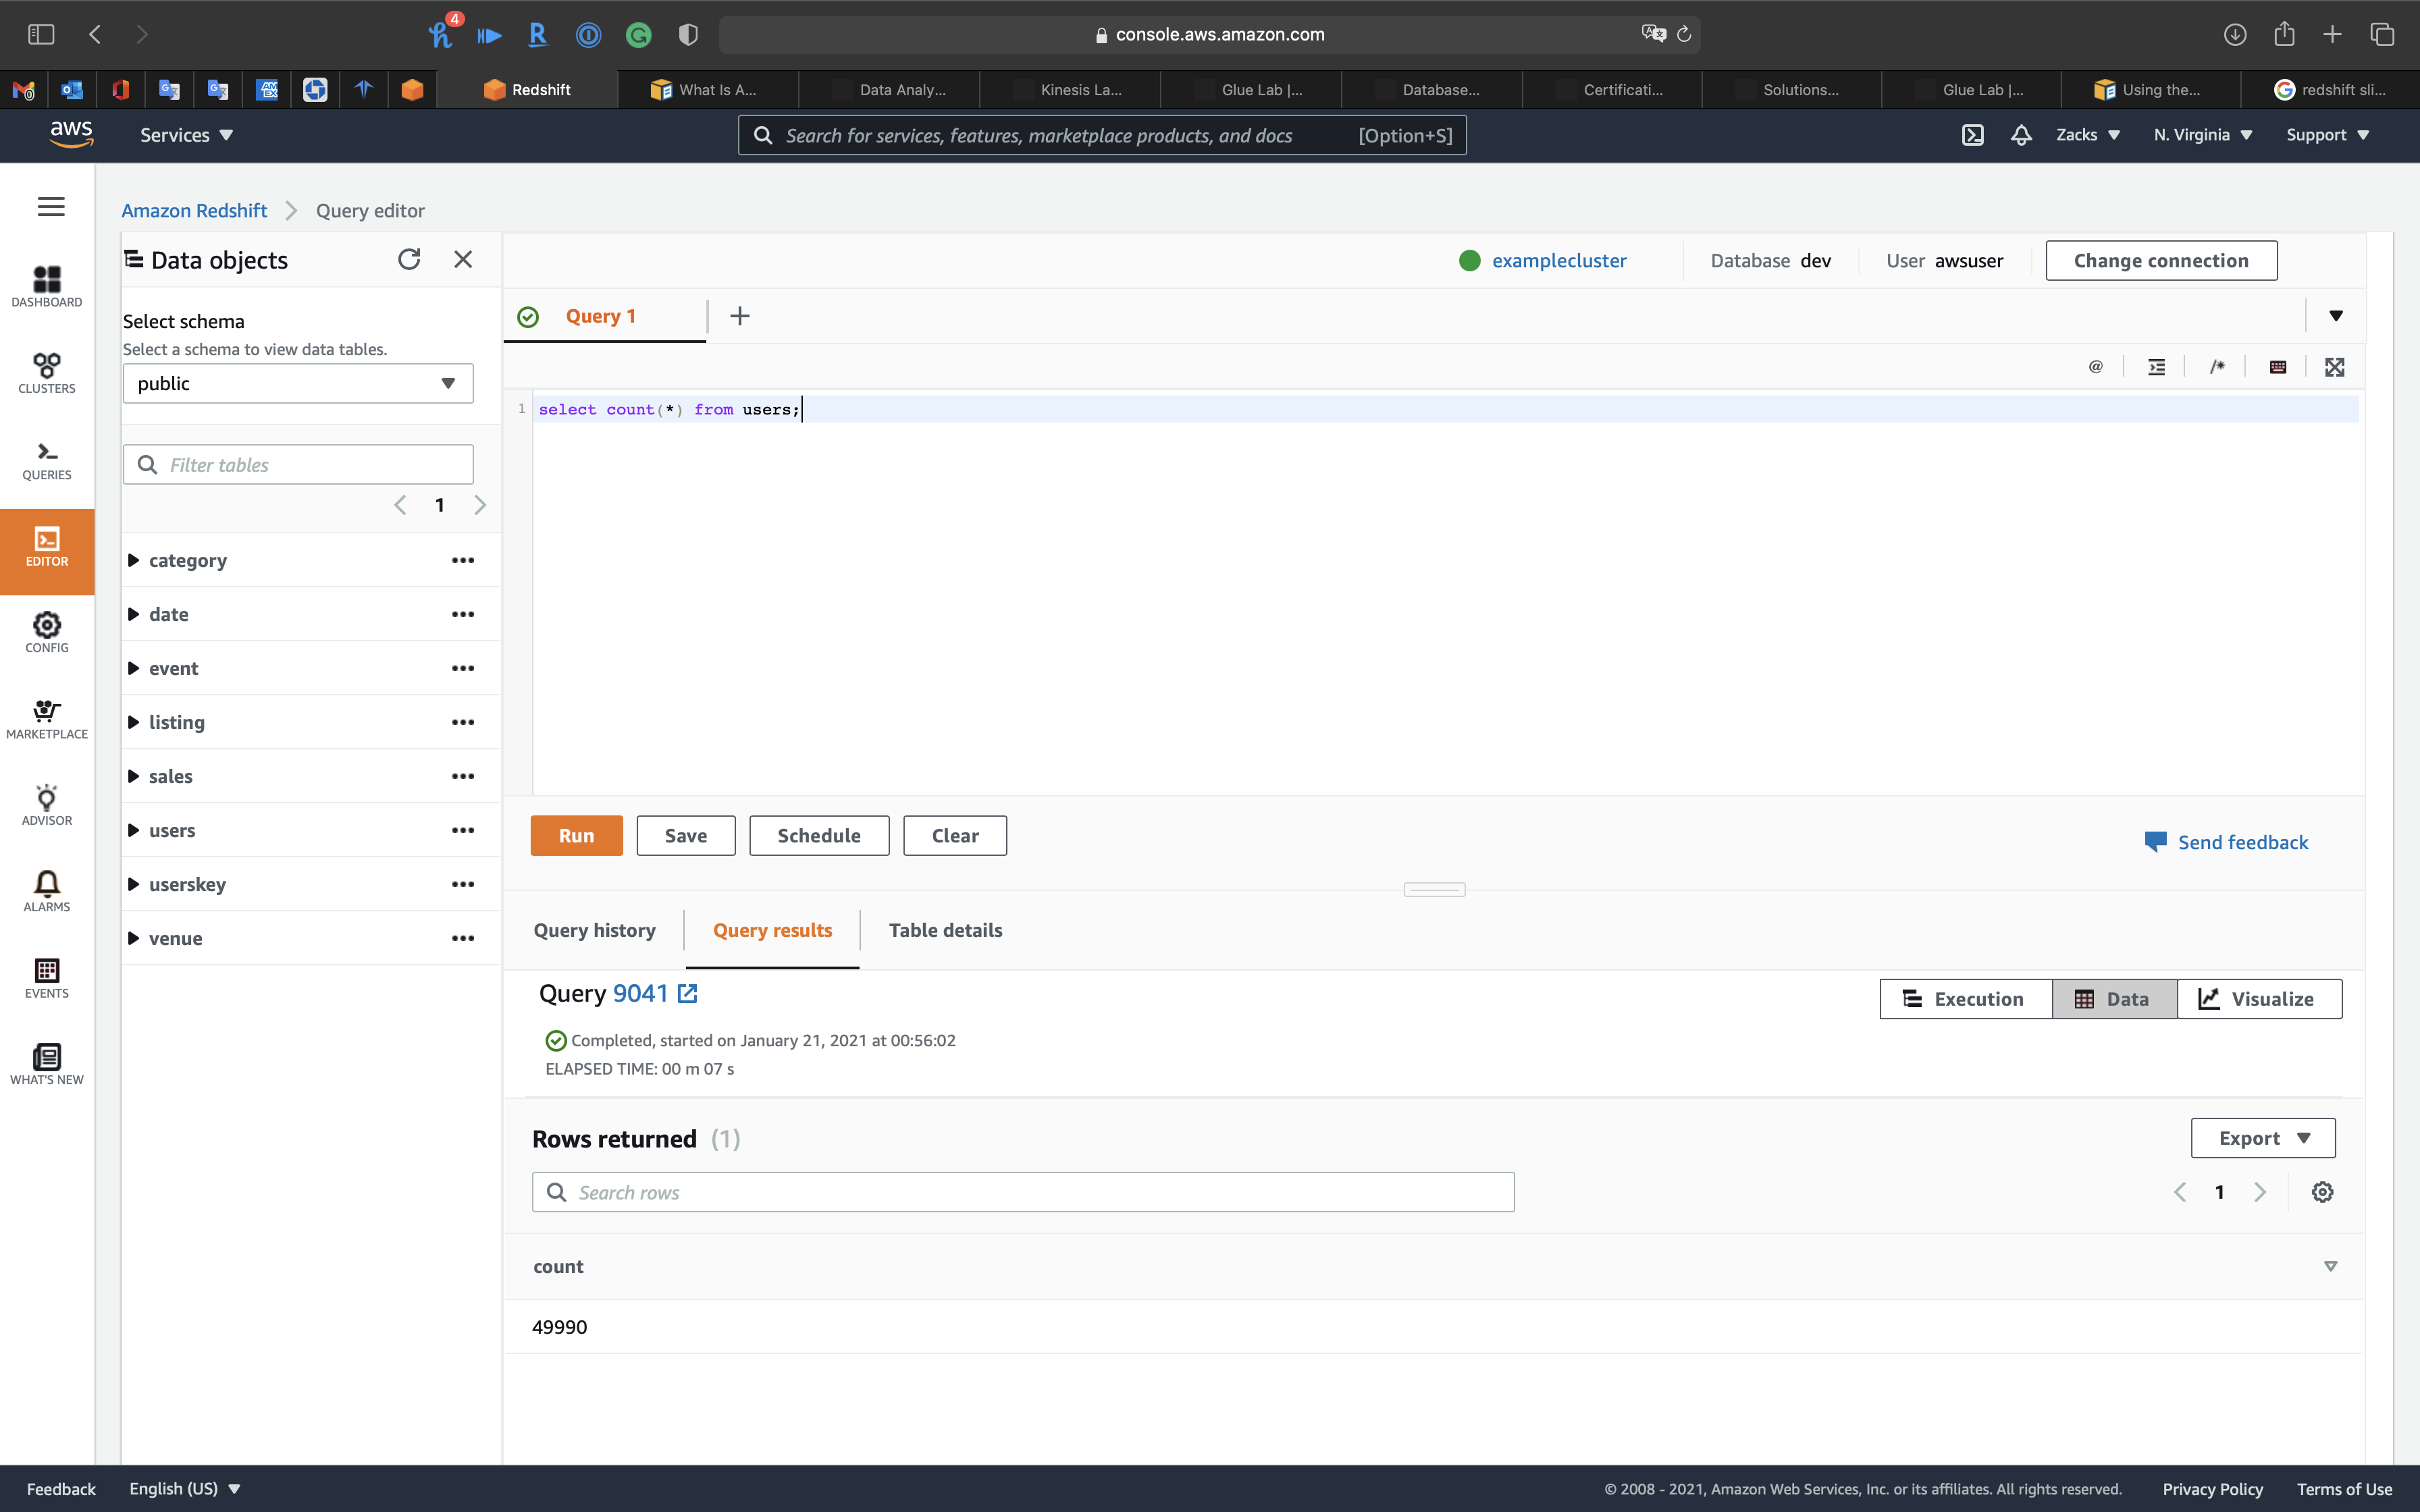 4
console.aws.amazon.com
Redshift
What Is A...
Data Analy...
Kinesis La...
Glue Lab |...
Database...
Certificati...
Solutions...
Glue Lab |...
Using the...
redshift sli...
aws
Services
Search for services, features, marketplace products, and docs
[Option+S]
Zacks
N. Virginia
Support
Amazon Redshift
Query editor
DASHBOARD
CLUSTERS
QUERIES
EDITOR
CONFIG
MARKETPLACE
ADVISOR
ALARMS
EVENTS
WHAT'S NEW
Data objects
Select schema
Select a schema to view data tables.
public
Filter tables
1
category
date
event
listing
sales
users
userskey
venue
examplecluster
Database dev
User awsuser
Change connection
Query 1
@
/*
1 select count(*) from users;
Run
Save
Schedule
Clear
Send feedback
Query history
Query results
Table details
Query 9041
Execution
Data
Visualize
Completed, started on January 21, 2021 at 00:56:02
ELAPSED TIME: 00 m 07 s
Rows returned (1)
Export
Search rows
1
count
49990
Feedback
English (US)
© 2008 - 2021, Amazon Web Services, Inc. or its affiliates. All rights reserved.
Privacy Policy
Terms of Use